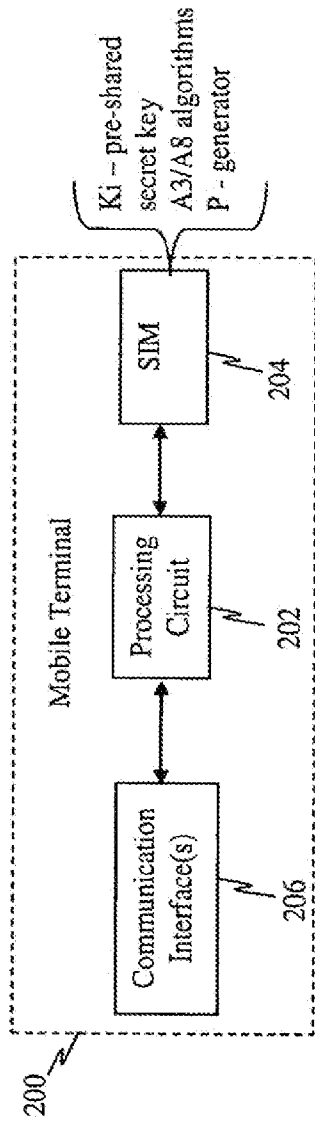 200
Mobile Terminal
Communication
Interface(s)
206
Processing
Circuit
202
SIM
204
Ki – pre-shared
secret key
A3/A8 algorithms
P - generator